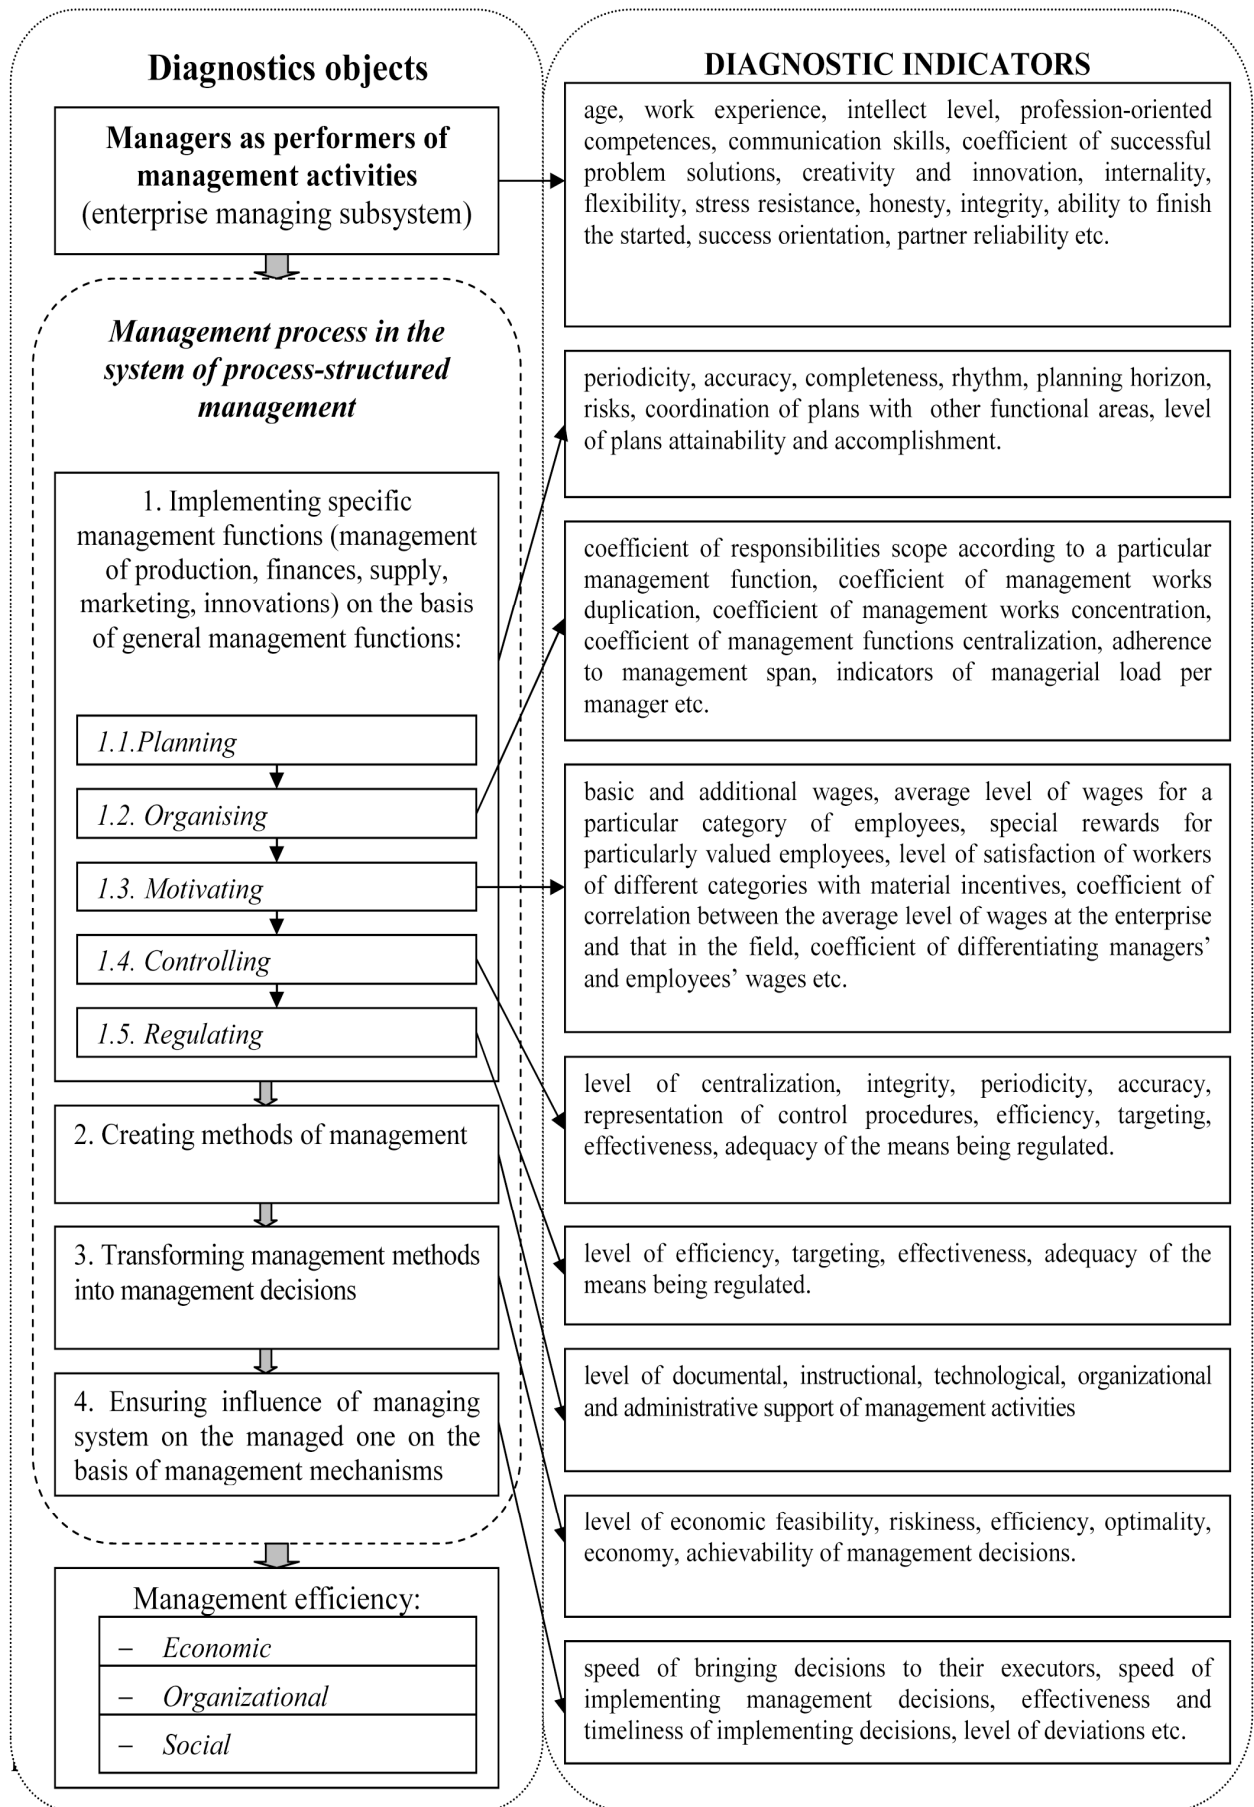 Diagnostics objects
Managers as performers of
management activities
(enterprise managing subsystem)
Management process in the
system of process-structured
management
1. Implementing specific
management functions (management
of production, finances, supply,
marketing, innovations) on the basis
of general management functions:
1.1.Planning
1.2. Organising
1.3. Motivating
1.4. Controlling
1.5. Regulating
2. Creating methods of management
3. Transforming management methods
into management decisions
4. Ensuring influence of managing
system on the managed one on the
basis of management mechanisms
Management efficiency:
– Economic
– Organizational
– Social
DIAGNOSTIC INDICATORS
age, work experience, intellect level, profession-oriented
competences, communication skills, coefficient of successful
problem solutions, creativity and innovation, internality,
flexibility, stress resistance, honesty, integrity, ability to finish
the started, success orientation, partner reliability etc.
periodicity, accuracy, completeness, rhythm, planning horizon,
risks, coordination of plans with other functional areas, level
of plans attainability and accomplishment.
coefficient of responsibilities scope according to a particular
management function, coefficient of management works
duplication, coefficient of management works concentration,
coefficient of management functions centralization, adherence
to management span, indicators of managerial load per
manager etc.
basic and additional wages, average level of wages for a
particular category of employees, special rewards for
particularly valued employees, level of satisfaction of workers
of different categories with material incentives, coefficient of
correlation between the average level of wages at the enterprise
and that in the field, coefficient of differentiating managers’
and employees’ wages etc.
level of centralization, integrity, periodicity, accuracy,
representation of control procedures, efficiency, targeting,
effectiveness, adequacy of the means being regulated.
level of efficiency, targeting, effectiveness, adequacy of the
means being regulated.
level of documental, instructional, technological, organizational
and administrative support of management activities
level of economic feasibility, riskiness, efficiency, optimality,
economy, achievability of management decisions.
speed of bringing decisions to their executors, speed of
implementing management decisions, effectiveness and
timeliness of implementing decisions, level of deviations etc.